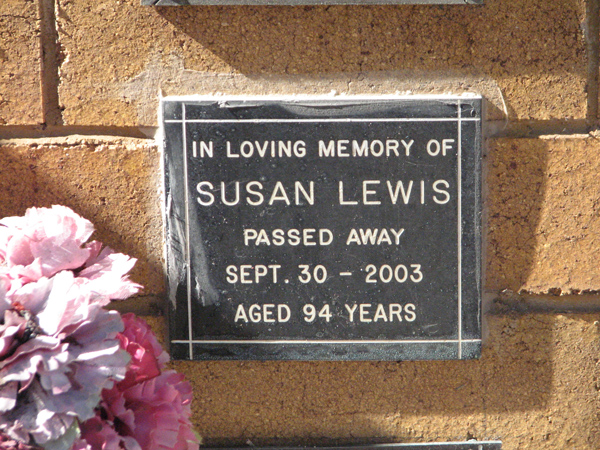 IN LOVING MEMORY OF
SUSAN LEWIS
PASSED AWAY
SEPT. 30 - 2003
AGED 94 YEARS